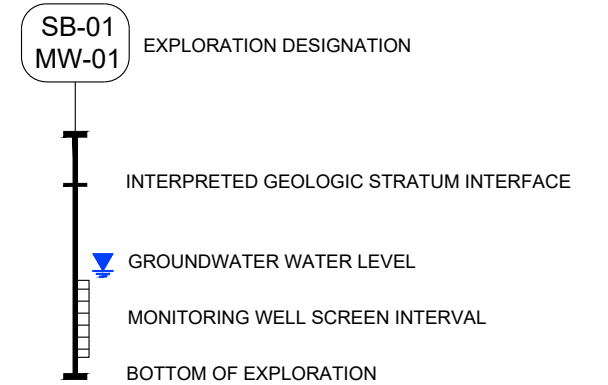 SB-01
MW-01
EXPLORATION DESIGNATION
INTERPRETED GEOLOGIC STRATUM INTERFACE
GROUNDWATER WATER LEVEL
MONITORING WELL SCREEN INTERVAL
BOTTOM OF EXPLORATION